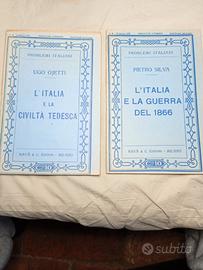 PROBLEMI ITALIANI
UGO OJETTI
L'ITALIA
E LA
CIVILTÀ TEDESCA
RAVÀ & C. EDITORI - MILANO
PROBLEMI ITALIANI
PIETRO SILVA
L'ITALIA
E LA GUERRA
DEL 1866
RAVÀ & C. EDITORI - MILANO
subito